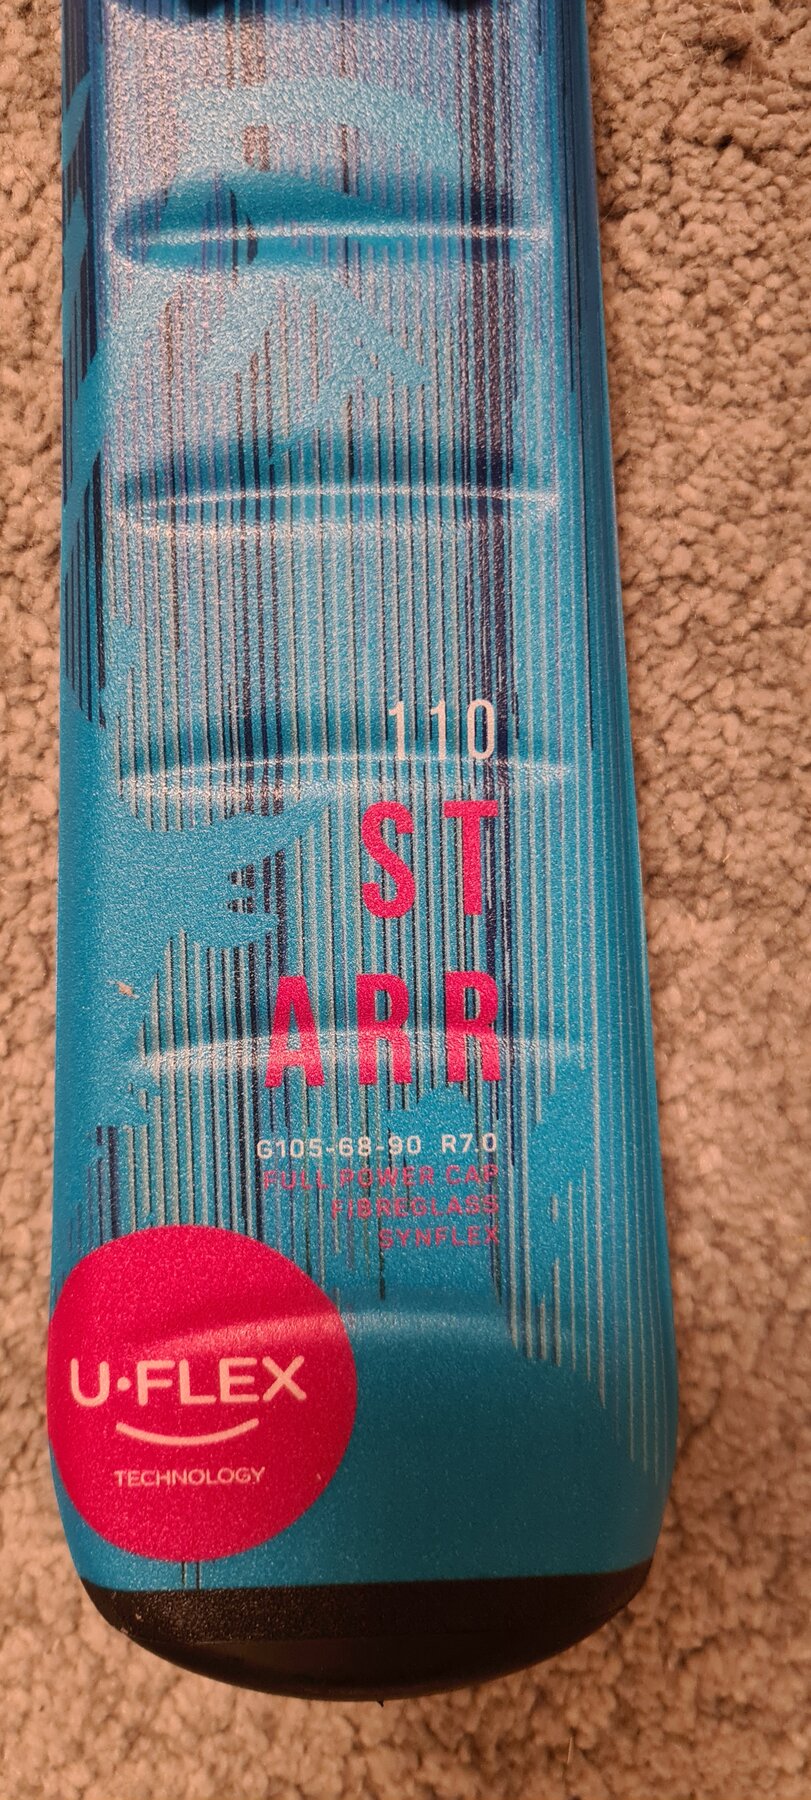 110
ST
ARR
G105-68-90 R7.0
FULL POWER CAP
FIBREGLASS
SYNFLEX
U·FLEX
TECHNOLOGY